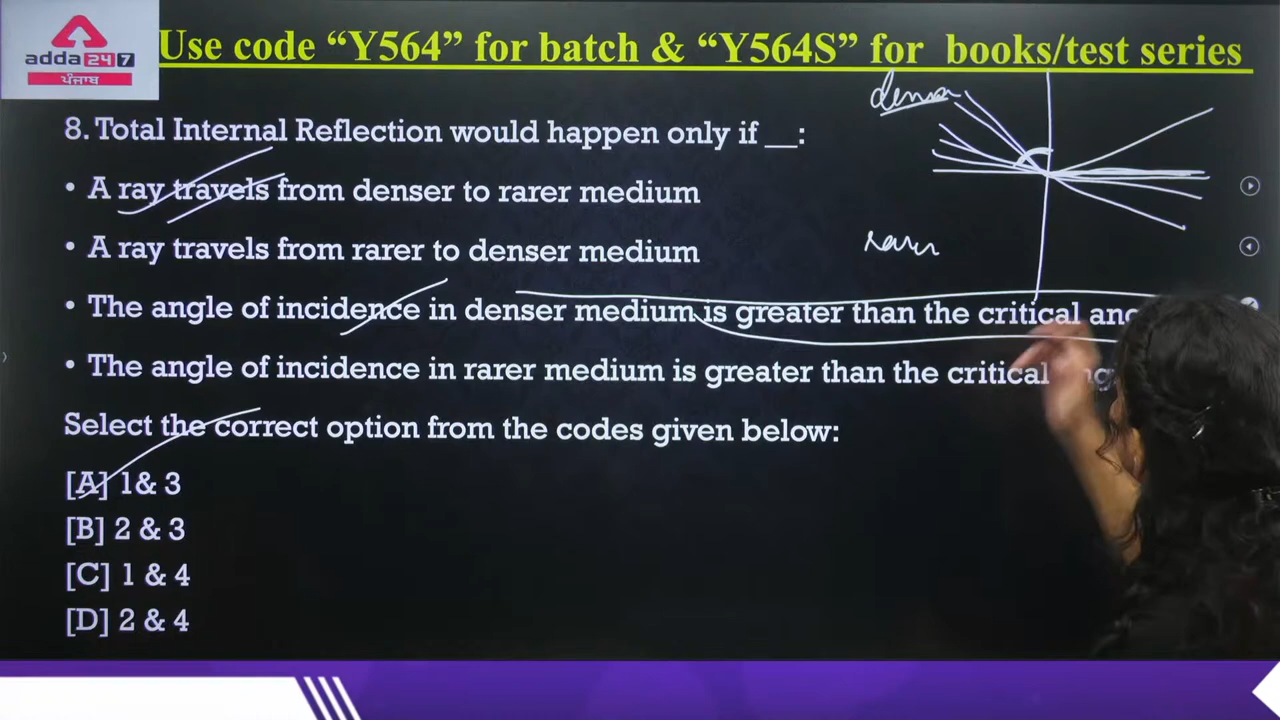 adda 247
ਪੰਜਾਬ
Use code “Y564” for batch & “Y564S” for books/test series
8. Total Internal Reflection would happen only if __:
• A ray travels from denser to rarer medium
• A ray travels from rarer to denser medium
• The angle of incidence in denser medium is greater than the critical
• The angle of incidence in rarer medium is greater than the critical
Select the correct option from the codes given below:
[A] 1& 3
[B] 2 & 3
[C] 1 & 4
[D] 2 & 4
denser
rarer